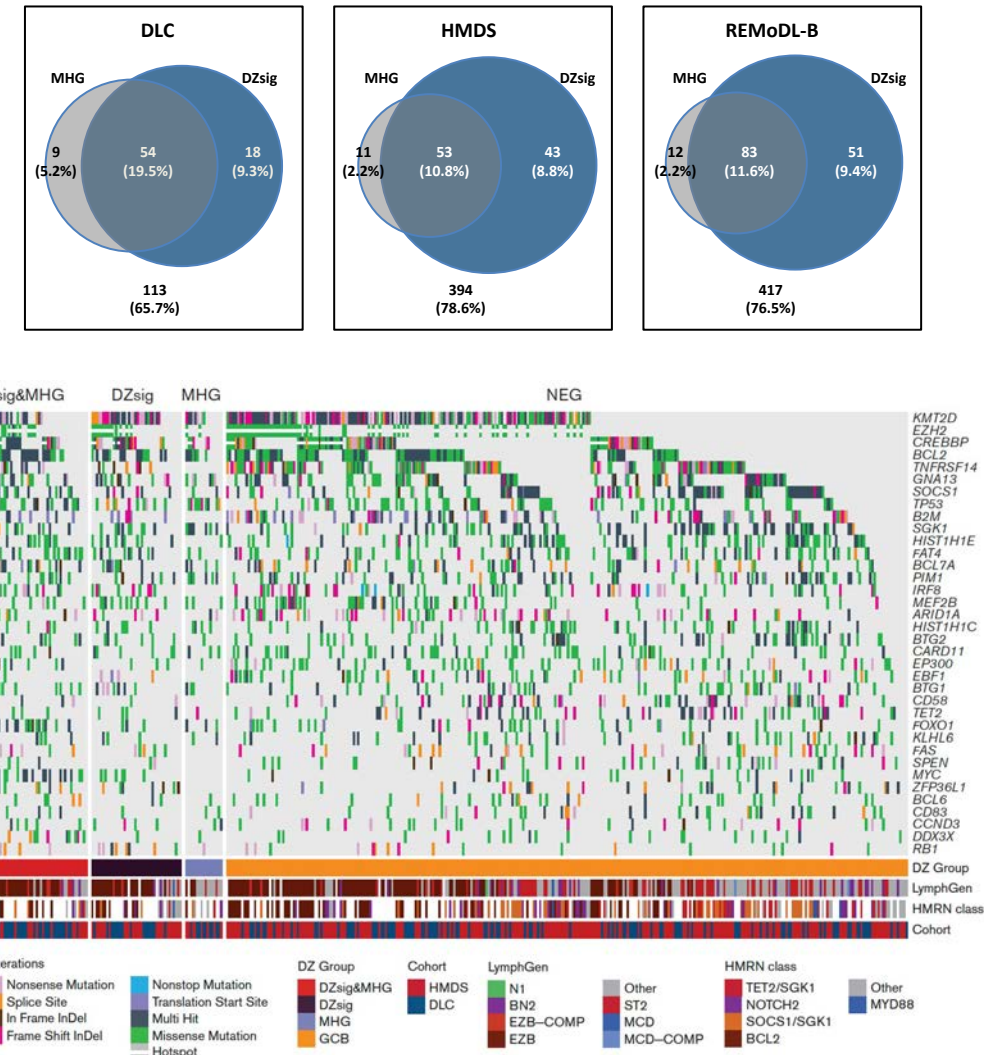 DLC
MHG
DZsig
9
(5.2%)
54
(19.5%)
18
(9.3%)
113
(65.7%)
HMDS
MHG
DZsig
11
(2.2%)
53
(10.8%)
43
(8.8%)
394
(78.6%)
REMoDL-B
MHG
DZsig
12
(2.2%)
83
(11.6%)
51
(9.4%)
417
(76.5%)
sig&MHG DZsig MHG NEG
KMT2D
EZH2
CREBBP
BCL2
TNFRSF14
GNA13
SOCS1
TP53
B2M
SGK1
HIST1H1E
FAT4
BCL7A
PIM1
IRF8
MEF2B
ARID1A
HIST1H1C
BTG2
CARD11
EP300
EBF1
BTG1
CD58
TET2
FOXO1
KLHL6
FAS
SPEN
MYC
ZFP36L1
BCL6
CD83
CCND3
DDX3X
RB1
DZ Group
LymphGen
HMRN class
Cohort
erations
Nonsense Mutation
Splice Site
In Frame InDel
Frame Shift InDel
Nonstop Mutation
Translation Start Site
Multi Hit
Missense Mutation
Hotspot
DZ Group
DZsig&MHG
DZsig
MHG
GCB
Cohort
HMDS
DLC
LymphGen
N1
BN2
EZB–COMP
EZB
Other
ST2
MCD
MCD–COMP
HMRN class
TET2/SGK1
NOTCH2
SOCS1/SGK1
BCL2
Other
MYD88